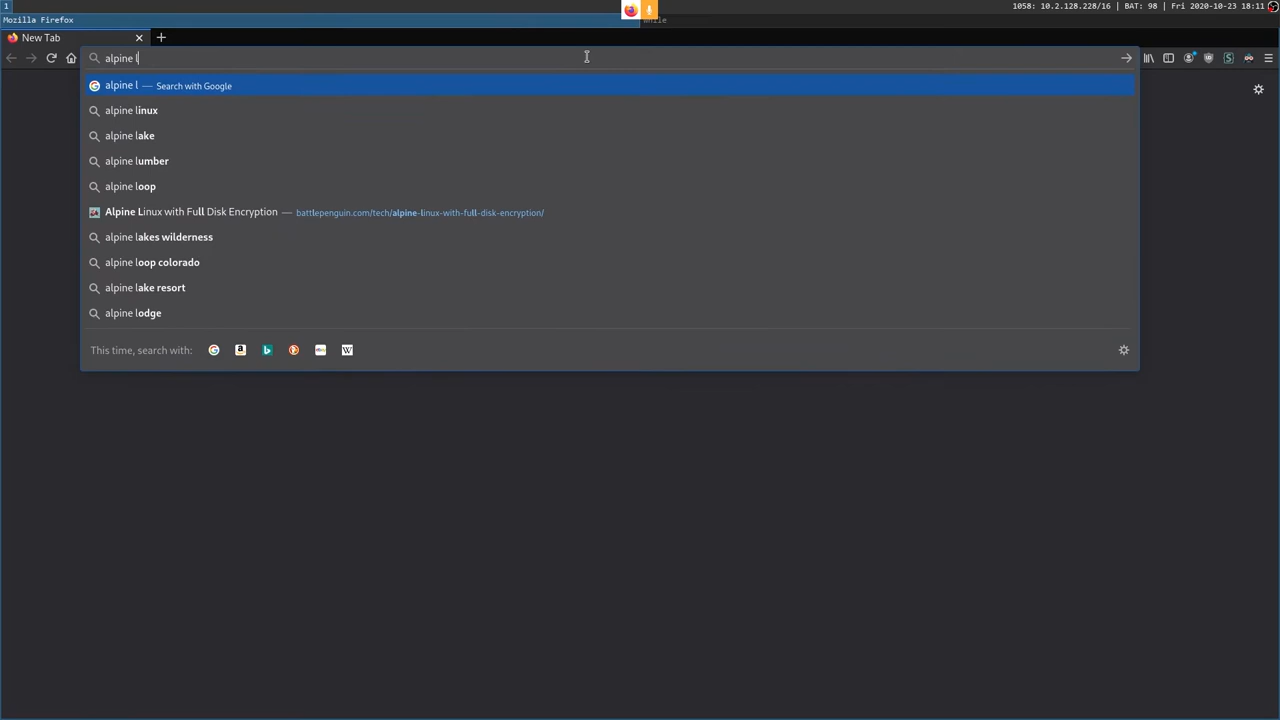 1
1058: 10.2.128.228/16 | BAT: 98 | Fri 2020-10-23 18:11
Mozilla Firefox
while
New Tab
alpine l
alpine l — Search with Google
alpine linux
alpine lake
alpine lumber
alpine loop
Alpine Linux with Full Disk Encryption — battlepenguin.com/tech/alpine-linux-with-full-disk-encryption/
alpine lakes wilderness
alpine loop colorado
alpine lake resort
alpine lodge
This time, search with: